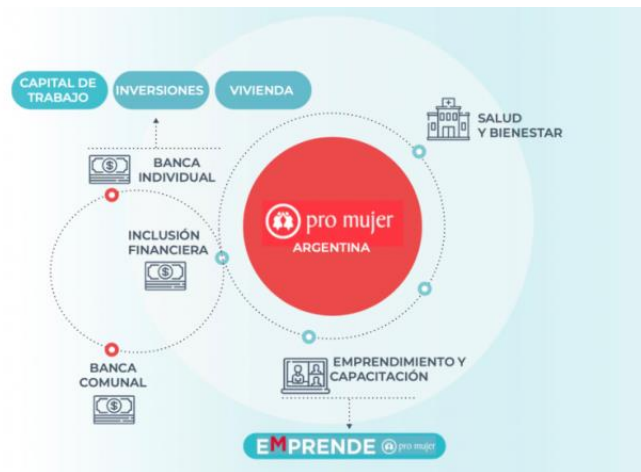 CAPITAL DE
TRABAJO
INVERSIONES
VIVIENDA
SALUD
Y BIENESTAR
BANCA
INDIVIDUAL
pro mujer
ARGENTINA
INCLUSIÓN
FINANCIERA
BANCA
COMUNAL
EMPRENDIMIENTO Y
CAPACITACIÓN
EMPRENDE pro mujer